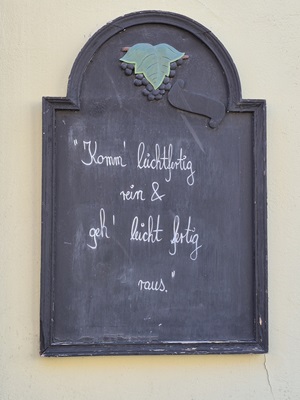 "Komm' leichtfertig
rein &
geh' leicht fertig
raus."